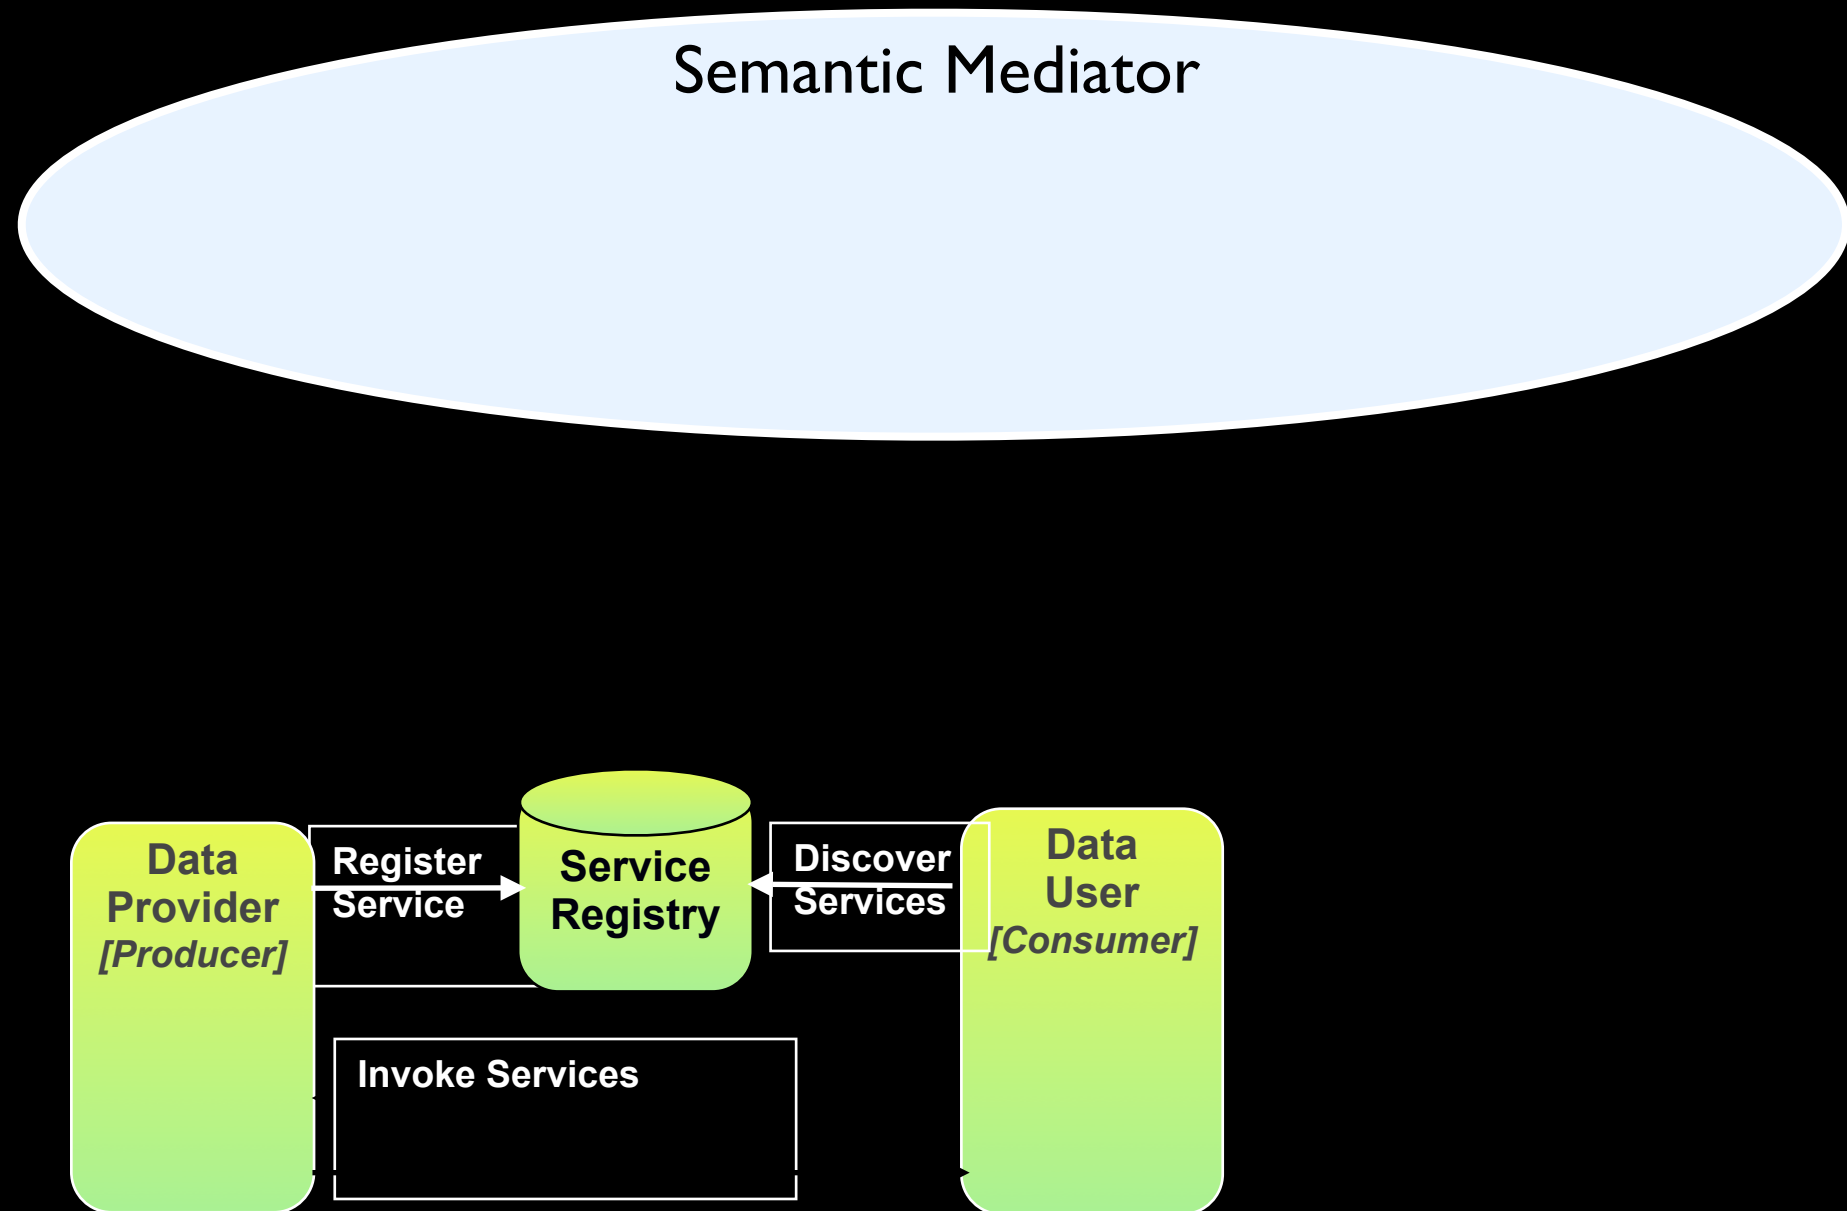 Semantic Mediator
Data
Provider
[Producer]
Register
Service
Service
Registry
Discover
Services
Data
User
[Consumer]
Invoke Services